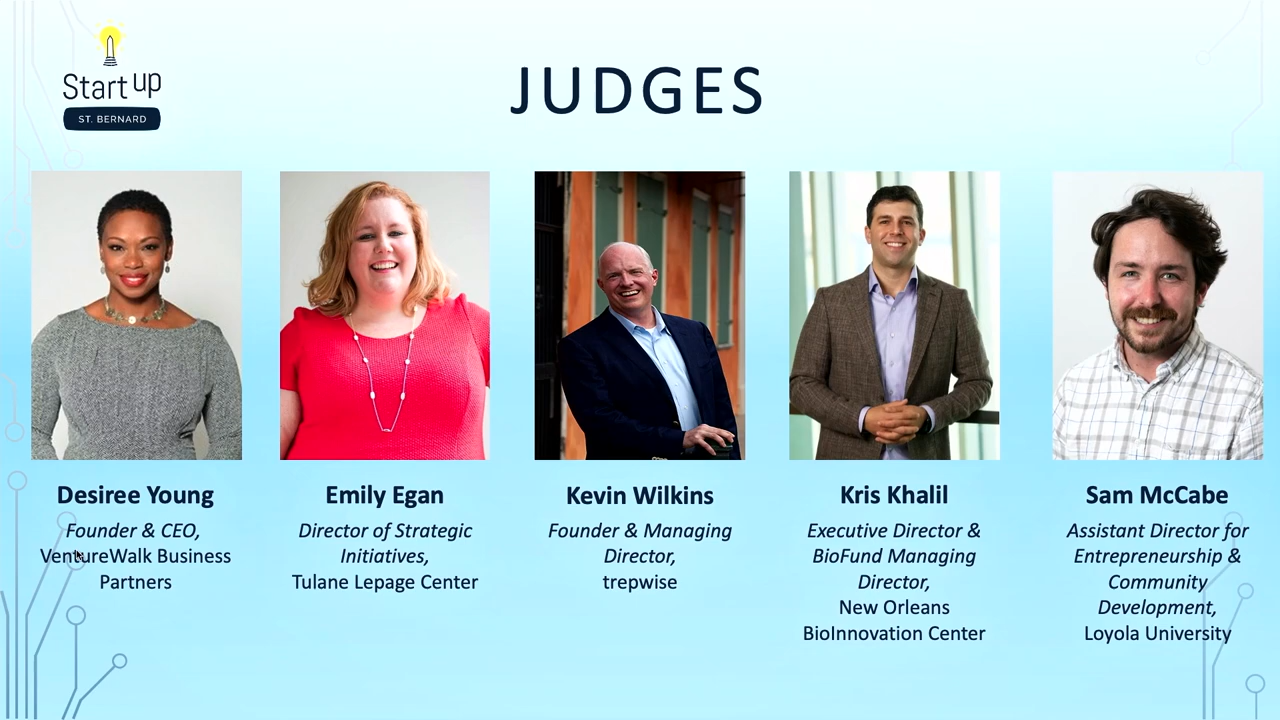 Start up
ST. BERNARD
JUDGES
Desiree Young
Founder & CEO,
VentureWalk Business
Partners
Emily Egan
Director of Strategic
Initiatives,
Tulane Lepage Center
Kevin Wilkins
Founder & Managing
Director,
trepwise
Kris Khalil
Executive Director &
BioFund Managing
Director,
New Orleans
BioInnovation Center
Sam McCabe
Assistant Director for
Entrepreneurship &
Community
Development,
Loyola University